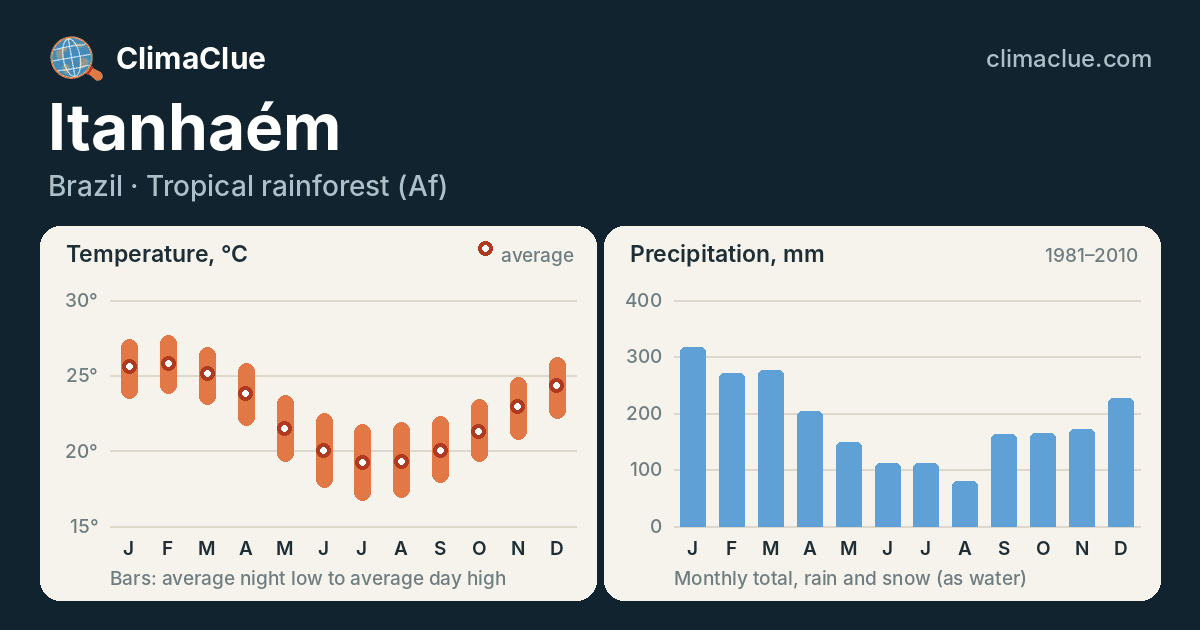 ClimaClue
climaclue.com
Itanhaém
Brazil · Tropical rainforest (Af)
Temperature, °C
average
30°
25°
20°
15°
J F M A M J J A S O N D
Bars: average night low to average day high
Precipitation, mm
1981–2010
400
300
200
100
0
J F M A M J J A S O N D
Monthly total, rain and snow (as water)